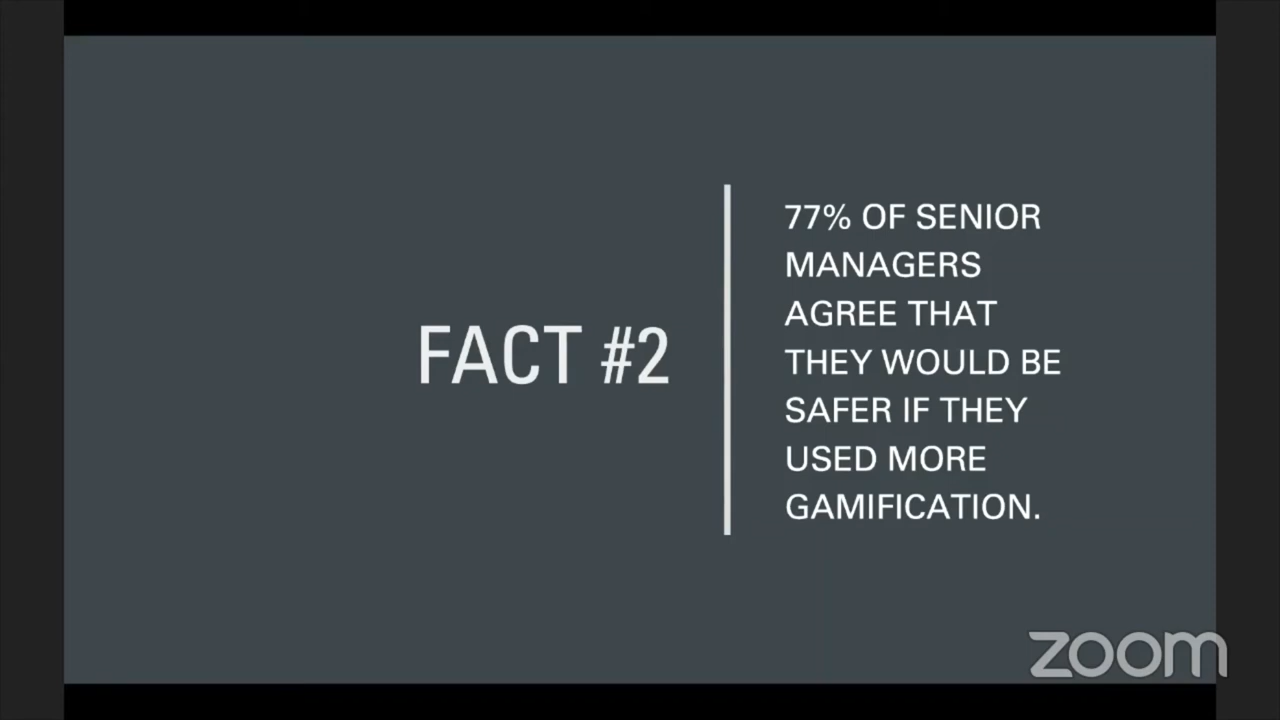 FACT #2
77% OF SENIOR
MANAGERS
AGREE THAT
THEY WOULD BE
SAFER IF THEY
USED MORE
GAMIFICATION.
zoom